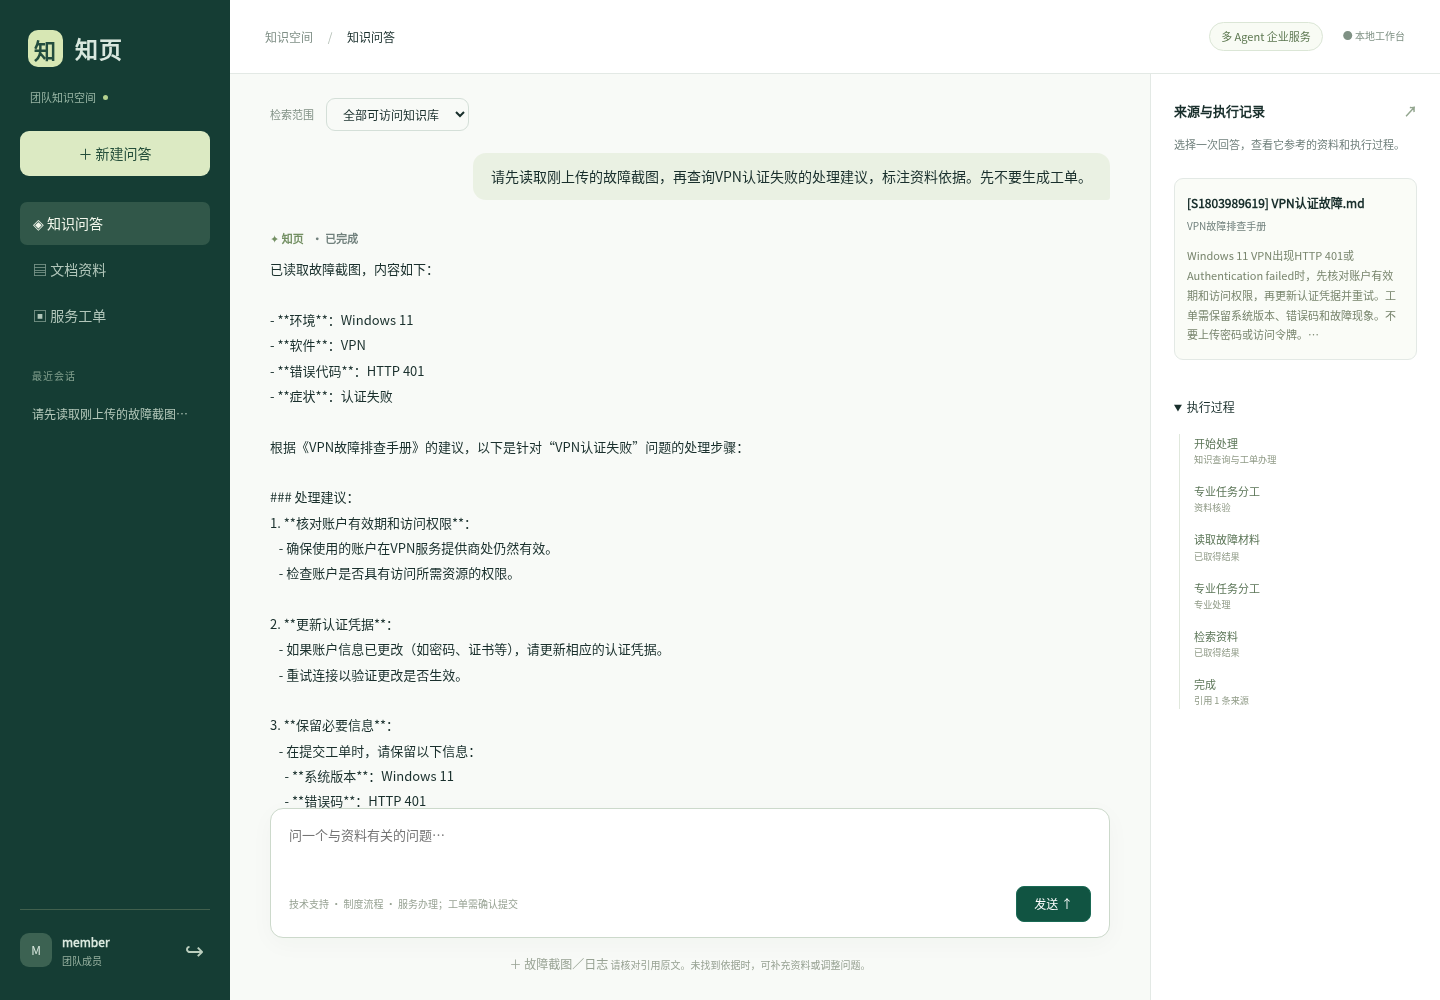 知 知页
团队知识空间
＋ 新建问答
◈ 知识问答
▤ 文档资料
▣ 服务工单
最近会话
请先读取刚上传的故障截图…
M member
团队成员
↪
知识空间 / 知识问答
多 Agent 企业服务
● 本地工作台
检索范围 全部可访问知识库
请先读取刚上传的故障截图，再查询VPN认证失败的处理建议，标注资料依据。先不要生成工单。
✦ 知页 · 已完成
已读取故障截图，内容如下：
- **环境**：Windows 11
- **软件**：VPN
- **错误代码**：HTTP 401
- **症状**：认证失败
根据《VPN故障排查手册》的建议，以下是针对“VPN认证失败”问题的处理步骤：
### 处理建议：
1. **核对账户有效期和访问权限**：
- 确保使用的账户在VPN服务提供商处仍然有效。
- 检查账户是否具有访问所需资源的权限。
2. **更新认证凭据**：
- 如果账户信息已更改（如密码、证书等），请更新相应的认证凭据。
- 重试连接以验证更改是否生效。
3. **保留必要信息**：
- 在提交工单时，请保留以下信息：
- **系统版本**：Windows 11
- **错误码**：HTTP 401
问一个与资料有关的问题…
技术支持 · 制度流程 · 服务办理；工单需确认提交
发送 ↑
＋ 故障截图／日志 请核对引用原文。未找到依据时，可补充资料或调整问题。
来源与执行记录 ↗
选择一次回答，查看它参考的资料和执行过程。
[S1803989619] VPN认证故障.md
VPN故障排查手册
Windows 11 VPN出现HTTP 401或
Authentication failed时，先核对账户有效
期和访问权限，再更新认证凭据并重试。工
单需保留系统版本、错误码和故障现象。不
要上传密码或访问令牌。…
▼ 执行过程
开始处理
知识查询与工单办理
专业任务分工
资料核验
读取故障材料
已取得结果
专业任务分工
专业处理
检索资料
已取得结果
完成
引用 1 条来源